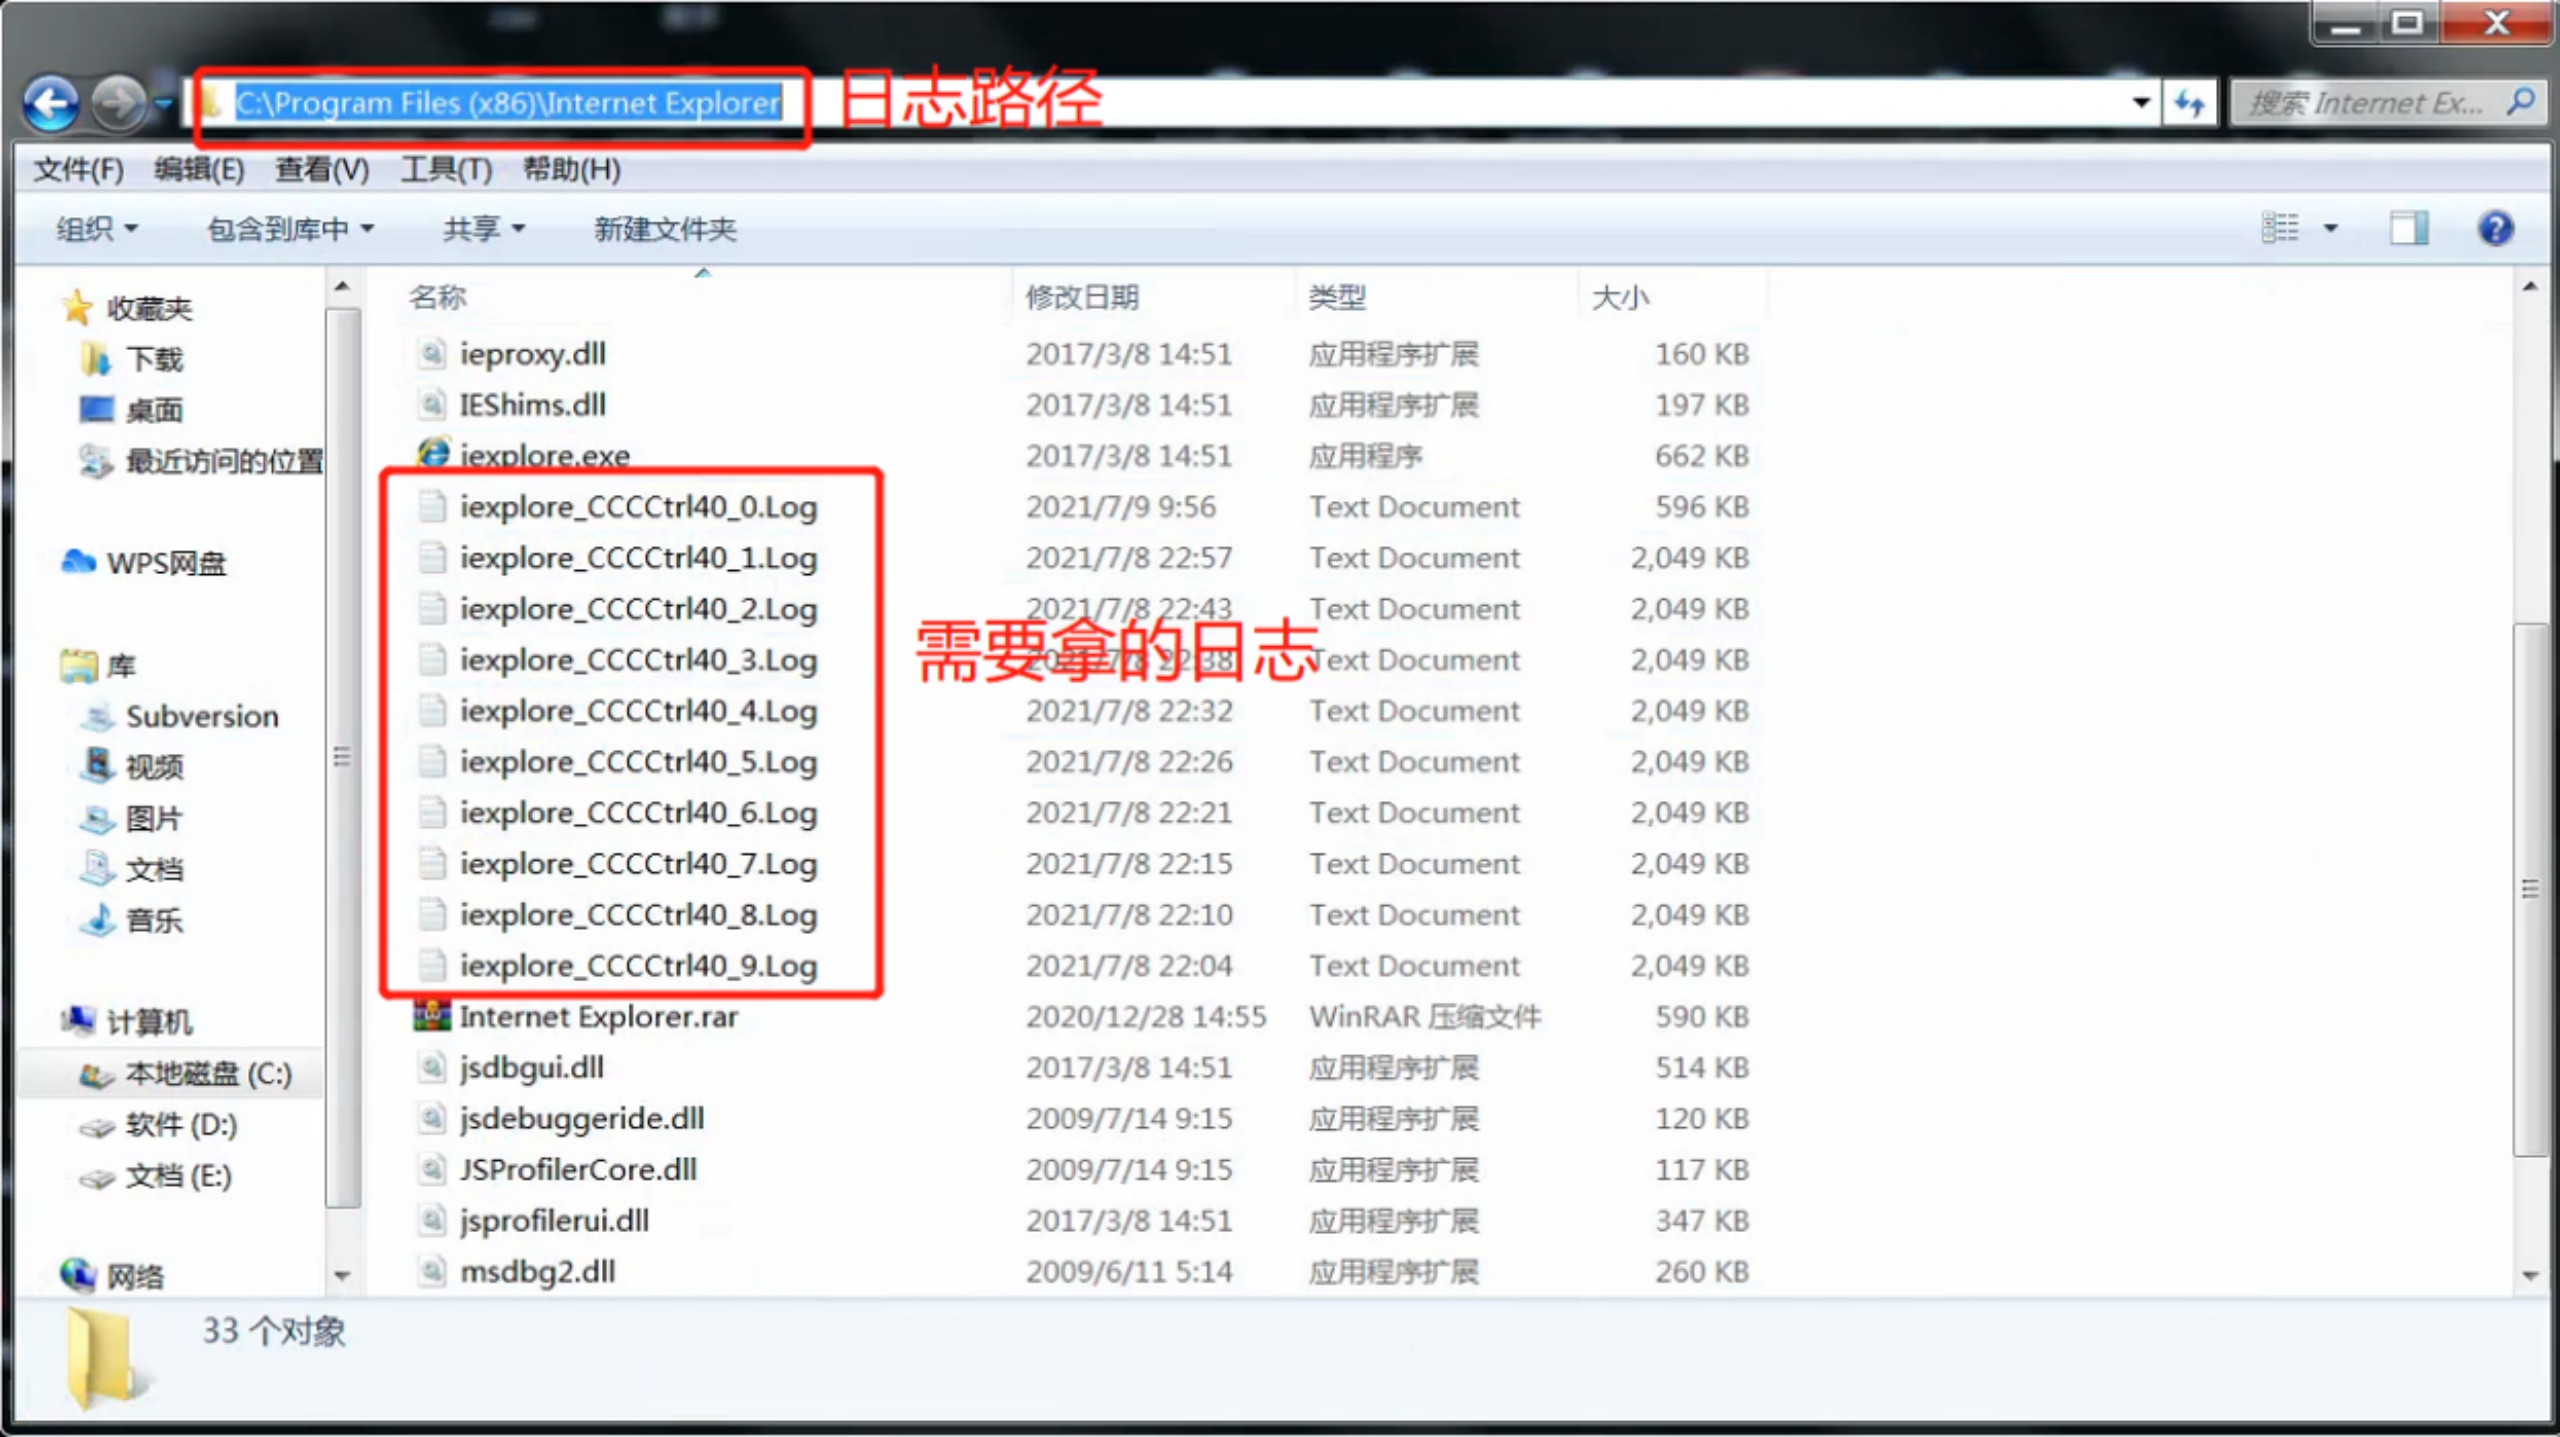 C:\Program Files (x86)\Internet Explorer 日志路径 搜索 Internet Ex...
文件(F) 编辑(E) 查看(V) 工具(T) 帮助(H)
组织 包含到库中 共享 新建文件夹
收藏夹
下载
桌面
最近访问的位置
WPS网盘
库
Subversion
视频
图片
文档
音乐
计算机
本地磁盘 (C:)
软件 (D:)
文档 (E:)
网络
名称 修改日期 类型 大小
ieproxy.dll 2017/3/8 14:51 应用程序扩展 160 KB
IEShims.dll 2017/3/8 14:51 应用程序扩展 197 KB
iexplore.exe 2017/3/8 14:51 应用程序 662 KB
iexplore_CCCCtrl40_0.Log 2021/7/9 9:56 Text Document 596 KB
iexplore_CCCCtrl40_1.Log 2021/7/8 22:57 Text Document 2,049 KB
iexplore_CCCCtrl40_2.Log 2021/7/8 22:43 Text Document 2,049 KB
需要拿的日志
iexplore_CCCCtrl40_3.Log 2021/7/8 22:38 Text Document 2,049 KB
iexplore_CCCCtrl40_4.Log 2021/7/8 22:32 Text Document 2,049 KB
iexplore_CCCCtrl40_5.Log 2021/7/8 22:26 Text Document 2,049 KB
iexplore_CCCCtrl40_6.Log 2021/7/8 22:21 Text Document 2,049 KB
iexplore_CCCCtrl40_7.Log 2021/7/8 22:15 Text Document 2,049 KB
iexplore_CCCCtrl40_8.Log 2021/7/8 22:10 Text Document 2,049 KB
iexplore_CCCCtrl40_9.Log 2021/7/8 22:04 Text Document 2,049 KB
Internet Explorer.rar 2020/12/28 14:55 WinRAR 压缩文件 590 KB
jsdbgui.dll 2017/3/8 14:51 应用程序扩展 514 KB
jsdebuggeride.dll 2009/7/14 9:15 应用程序扩展 120 KB
JSProfilerCore.dll 2009/7/14 9:15 应用程序扩展 117 KB
jsprofilerui.dll 2017/3/8 14:51 应用程序扩展 347 KB
msdbg2.dll 2009/6/11 5:14 应用程序扩展 260 KB
33 个对象